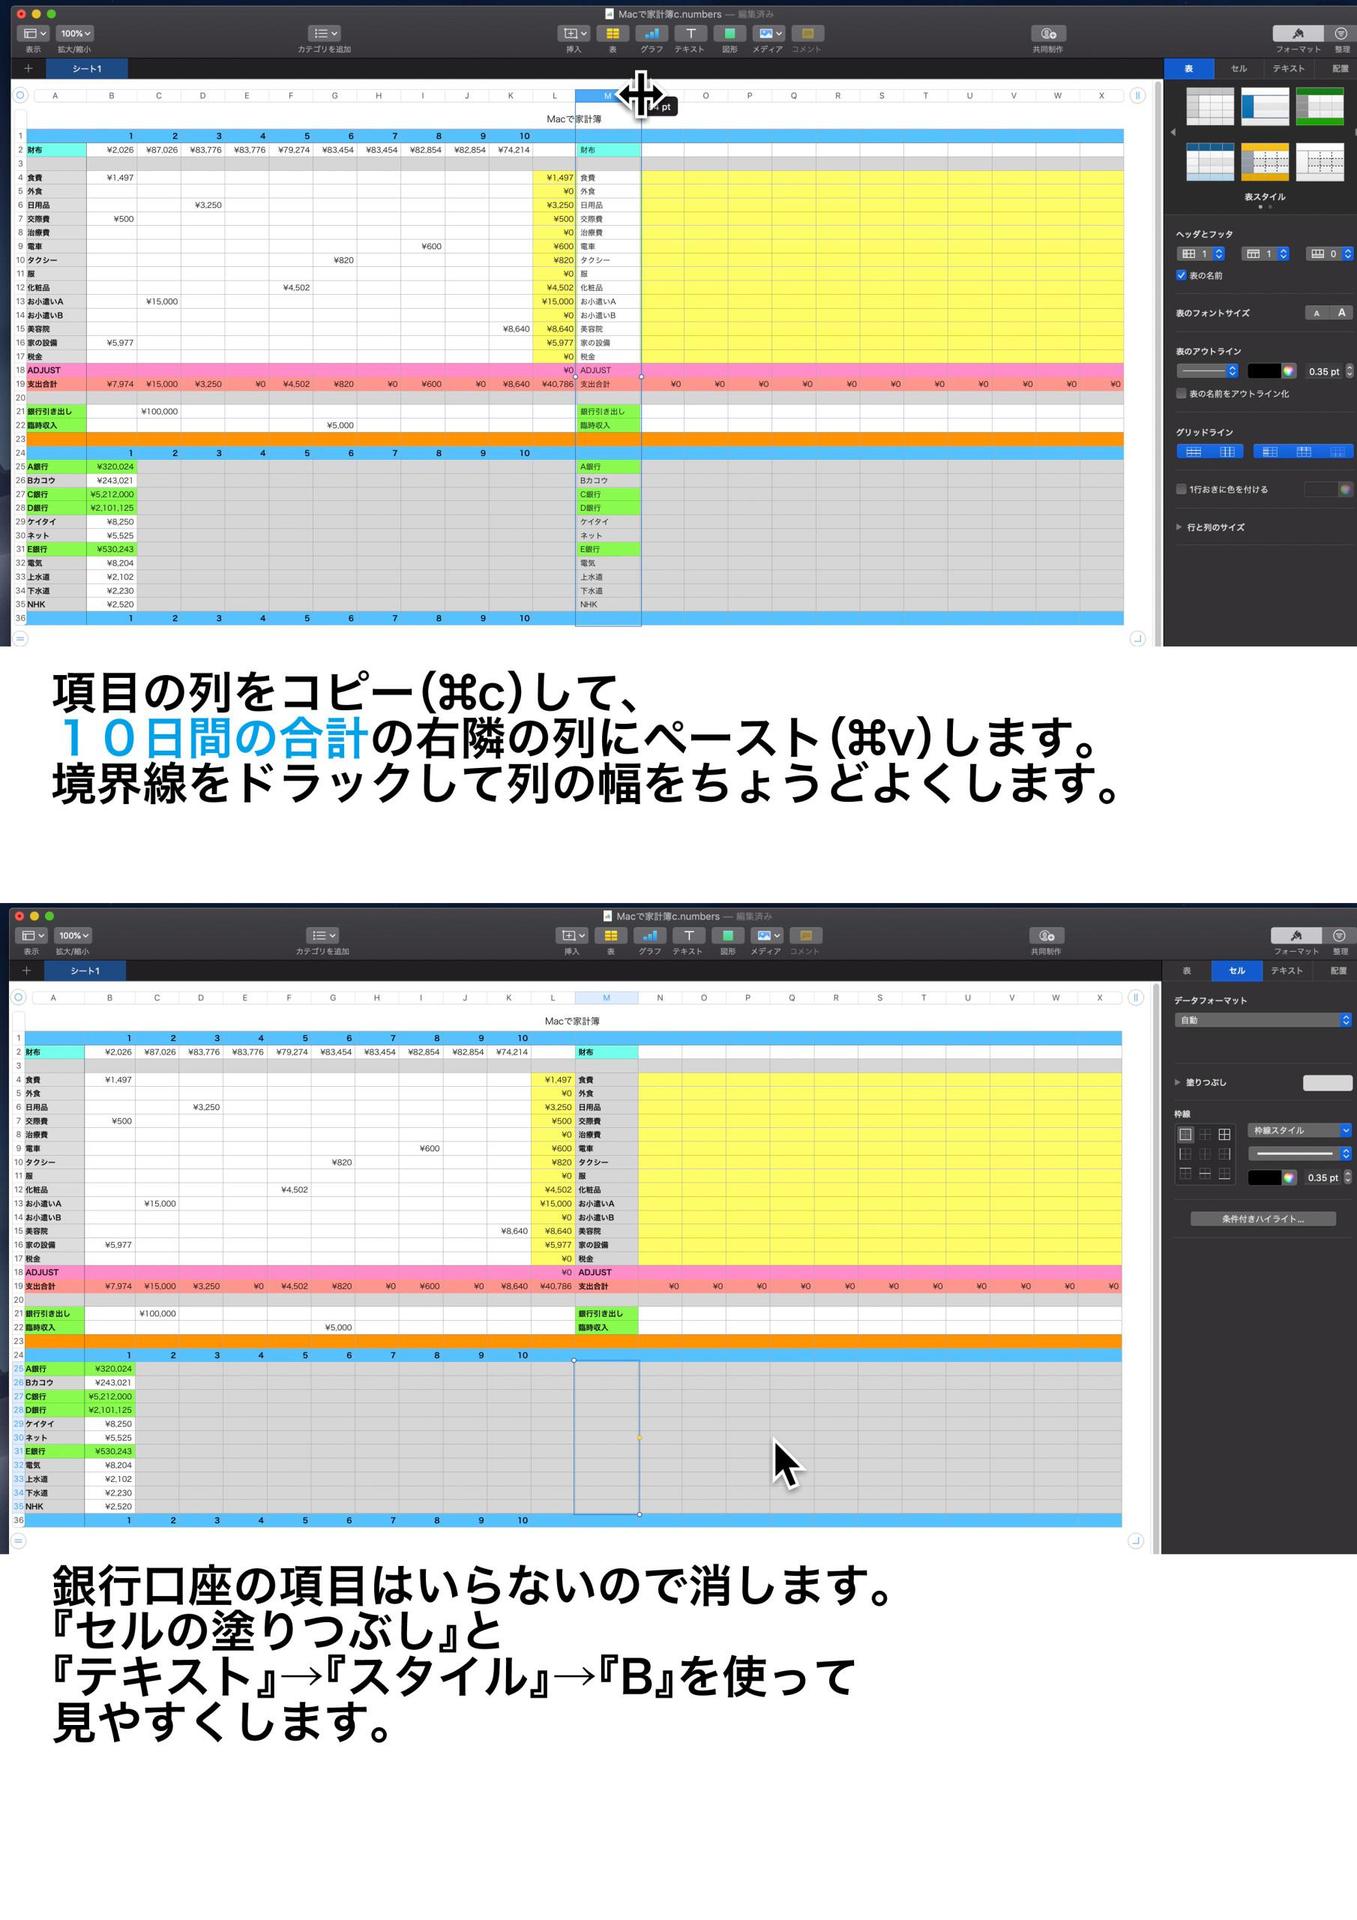 Macで家計簿c.numbers — 編集済み
100%
表示 拡大/縮小 カテゴリを追加 挿入 表 グラフ テキスト 図形 メディア コメント 共同制作 フォーマット 整理
シート1
表 セル テキスト 配置
A B C D E F G H I J K L M O P Q R S T U V W X
Macで家計簿
1 1 2 3 4 5 6 7 8 9 10
2 財布 ¥2,026 ¥87,026 ¥83,776 ¥83,776 ¥79,274 ¥83,454 ¥83,454 ¥82,854 ¥82,854 ¥74,214 財布
3
4 食費 ¥1,497 ¥1,497 食費
5 外食 ¥0 外食
6 日用品 ¥3,250 ¥3,250 日用品
7 交際費 ¥500 ¥500 交際費
8 治療費 ¥0 治療費
9 電車 ¥600 ¥600 電車
10 タクシー ¥820 ¥820 タクシー
11 服 ¥0 服
12 化粧品 ¥4,502 ¥4,502 化粧品
13 お小遣いA ¥15,000 ¥15,000 お小遣いA
14 お小遣いB ¥0 お小遣いB
15 美容院 ¥8,640 ¥8,640 美容院
16 家の設備 ¥5,977 ¥5,977 家の設備
17 税金 ¥0 税金
18 ADJUST ¥0 ADJUST
19 支出合計 ¥7,974 ¥15,000 ¥3,250 ¥0 ¥4,502 ¥820 ¥0 ¥600 ¥0 ¥8,640 ¥40,786 支出合計 ¥0 ¥0 ¥0 ¥0 ¥0 ¥0 ¥0 ¥0 ¥0 ¥0 ¥0
20
21 銀行引き出し ¥100,000 銀行引き出し
22 臨時収入 ¥5,000 臨時収入
23
24 1 2 3 4 5 6 7 8 9 10
25 A銀行 ¥320,024 A銀行
26 Bカコウ ¥243,021 Bカコウ
27 C銀行 ¥5,212,000 C銀行
28 D銀行 ¥2,101,125 D銀行
29 ケイタイ ¥8,250 ケイタイ
30 ネット ¥5,525 ネット
31 E銀行 ¥530,243 E銀行
32 電気 ¥8,204 電気
33 上水道 ¥2,102 上水道
34 下水道 ¥2,230 下水道
35 NHK ¥2,520 NHK
36 1 2 3 4 5 6 7 8 9 10
表スタイル
ヘッダとフッタ
1 1 0
表の名前
表のフォントサイズ A A
表のアウトライン
0.35 pt
表の名前をアウトライン化
グリッドライン
1行おきに色を付ける
行と列のサイズ
項目の列をコピー(⌘c)して、
１０日間の合計の右隣の列にペースト(⌘v)します。
境界線をドラックして列の幅をちょうどよくします。
Macで家計簿c.numbers — 編集済み
100%
表示 拡大/縮小 カテゴリを追加 挿入 表 グラフ テキスト 図形 メディア コメント 共同制作 フォーマット 整理
シート1
表 セル テキスト 配置
A B C D E F G H I J K L M N O P Q R S T U V W X
Macで家計簿
1 1 2 3 4 5 6 7 8 9 10
2 財布 ¥2,026 ¥87,026 ¥83,776 ¥83,776 ¥79,274 ¥83,454 ¥83,454 ¥82,854 ¥82,854 ¥74,214 財布
3
4 食費 ¥1,497 ¥1,497 食費
5 外食 ¥0 外食
6 日用品 ¥3,250 ¥3,250 日用品
7 交際費 ¥500 ¥500 交際費
8 治療費 ¥0 治療費
9 電車 ¥600 ¥600 電車
10 タクシー ¥820 ¥820 タクシー
11 服 ¥0 服
12 化粧品 ¥4,502 ¥4,502 化粧品
13 お小遣いA ¥15,000 ¥15,000 お小遣いA
14 お小遣いB ¥0 お小遣いB
15 美容院 ¥8,640 ¥8,640 美容院
16 家の設備 ¥5,977 ¥5,977 家の設備
17 税金 ¥0 税金
18 ADJUST ¥0 ADJUST
19 支出合計 ¥7,974 ¥15,000 ¥3,250 ¥0 ¥4,502 ¥820 ¥0 ¥600 ¥0 ¥8,640 ¥40,786 支出合計 ¥0 ¥0 ¥0 ¥0 ¥0 ¥0 ¥0 ¥0 ¥0 ¥0 ¥0
20
21 銀行引き出し ¥100,000 銀行引き出し
22 臨時収入 ¥5,000 臨時収入
23
24 1 2 3 4 5 6 7 8 9 10
25 A銀行 ¥320,024
26 Bカコウ ¥243,021
27 C銀行 ¥5,212,000
28 D銀行 ¥2,101,125
29 ケイタイ ¥8,250
30 ネット ¥5,525
31 E銀行 ¥530,243
32 電気 ¥8,204
33 上水道 ¥2,102
34 下水道 ¥2,230
35 NHK ¥2,520
36 1 2 3 4 5 6 7 8 9 10
データフォーマット
自動
塗りつぶし
枠線
枠線スタイル
0.35 pt
条件付きハイライト...
銀行口座の項目はいらないので消します。
『セルの塗りつぶし』と
『テキスト』→『スタイル』→『B』を使って
見やすくします。